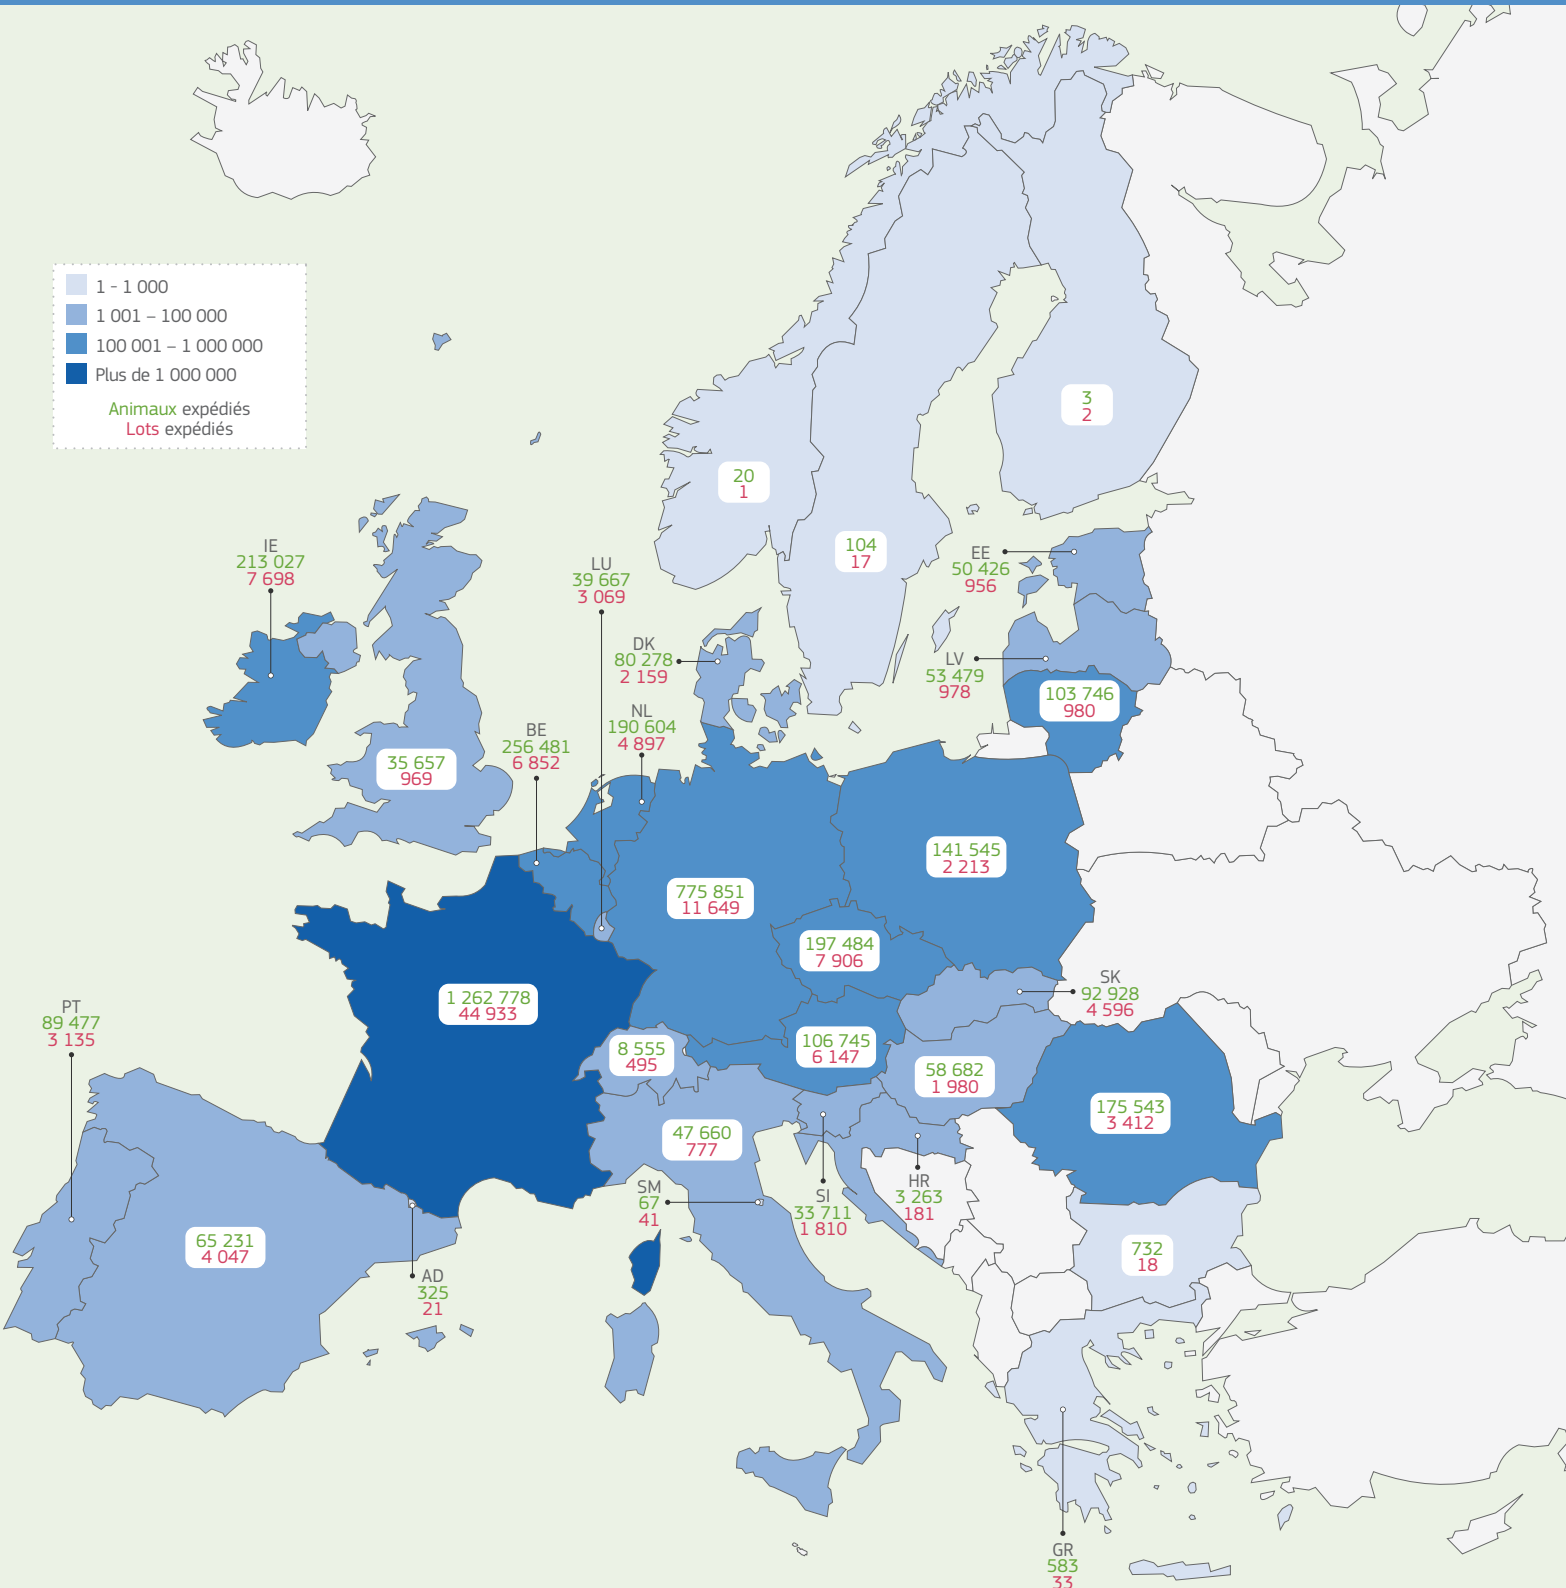 1 - 1 000
1 001 – 100 000
100 001 – 1 000 000
Plus de 1 000 000
Animaux expédiés
Lots expédiés
3
2
20
1
104
17
IE
213 027
7 698
LU
39 667
3 069
EE
50 426
956
DK
80 278
2 159
LV
53 479
978
103 746
980
NL
190 604
4 897
BE
256 481
6 852
35 657
969
141 545
2 213
775 851
11 649
197 484
7 906
SK
92 928
4 596
1 262 778
44 933
PT
89 477
3 135
8 555
495
106 745
6 147
58 682
1 980
175 543
3 412
47 660
777
SM
67
41
SI
33 711
1 810
HR
3 263
181
65 231
4 047
732
18
AD
325
21
GR
583
33